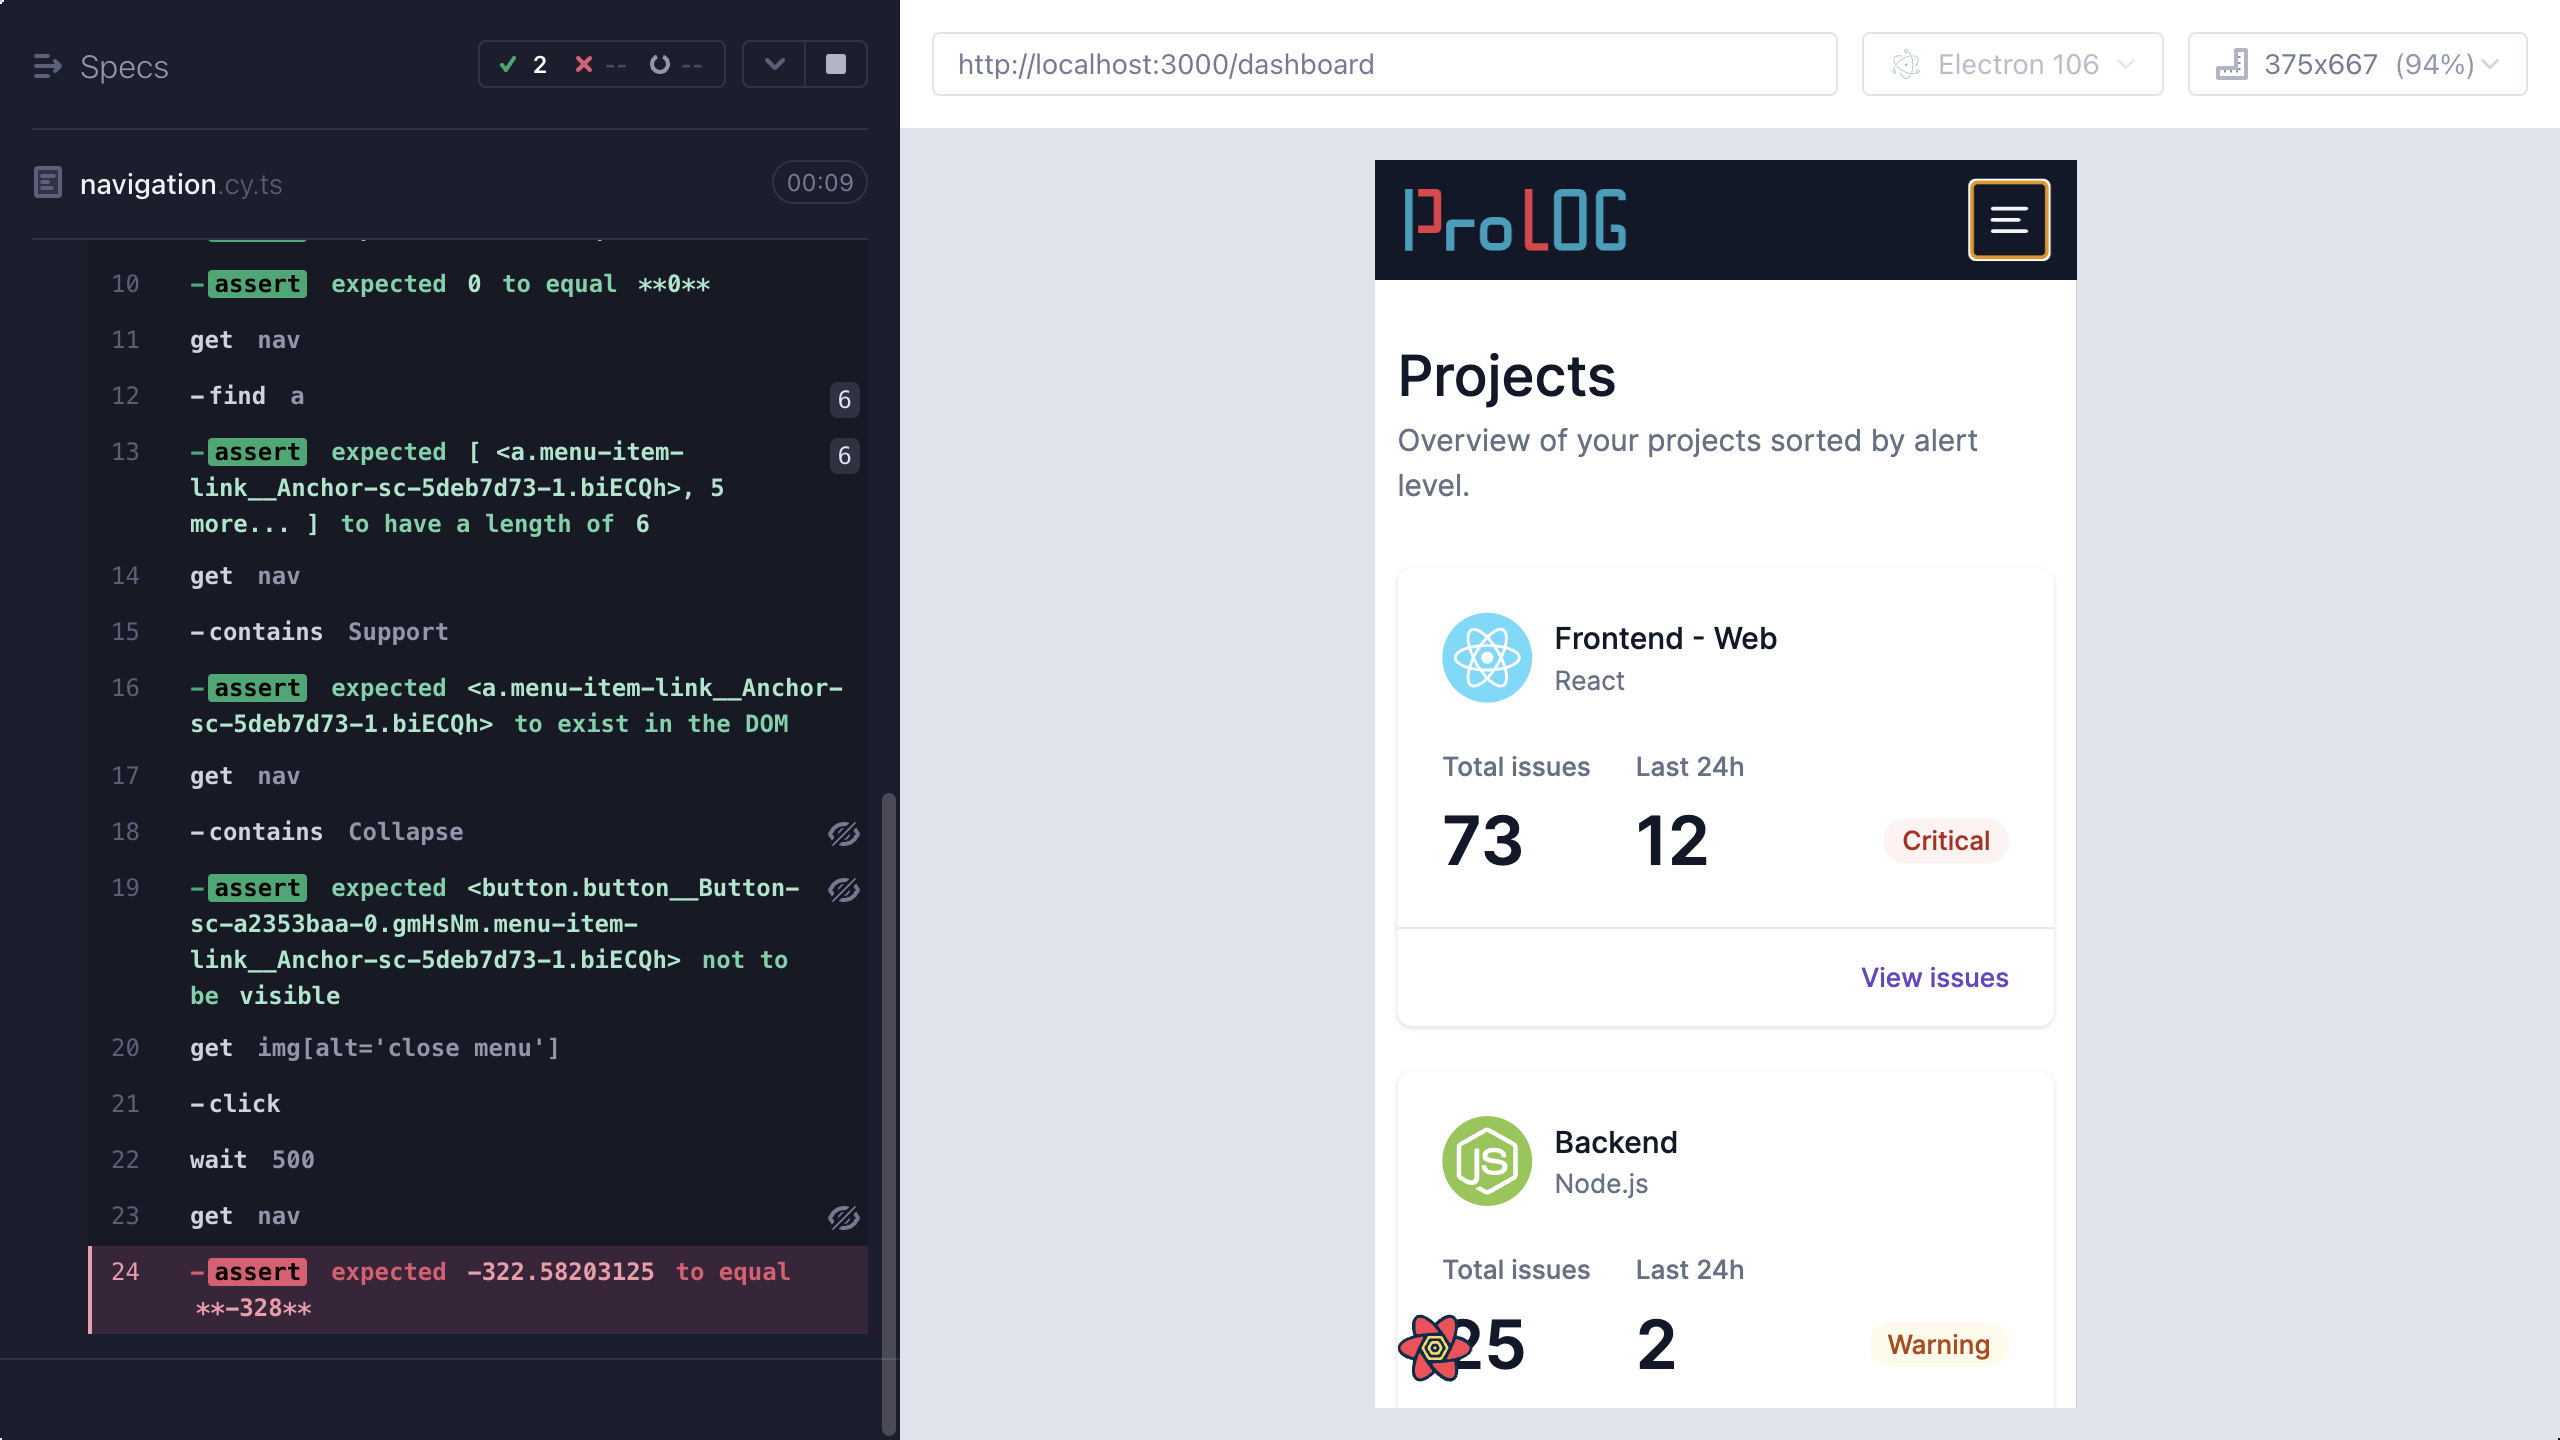 Specs
2
--
--
navigation.cy.ts
00:09
10 -assert expected 0 to equal **0**
11 get nav
12 -find a 6
13 -assert expected [ <a.menu-item-
link__Anchor-sc-5deb7d73-1.biECQh>, 5
more... ] to have a length of 6
6
14 get nav
15 -contains Support
16 -assert expected <a.menu-item-link__Anchor-
sc-5deb7d73-1.biECQh> to exist in the DOM
17 get nav
18 -contains Collapse
19 -assert expected <button.button__Button-
sc-a2353baa-0.gmHsNm.menu-item-
link__Anchor-sc-5deb7d73-1.biECQh> not to
be visible
20 get img[alt='close menu']
21 -click
22 wait 500
23 get nav
24 -assert expected -322.58203125 to equal
**-328**
http://localhost:3000/dashboard
Electron 106
375x667 (94%)
ProLOG
Projects
Overview of your projects sorted by alert
level.
Frontend - Web
React
Total issues Last 24h
73 12 Critical
View issues
JS
Backend
Node.js
Total issues Last 24h
25 2 Warning